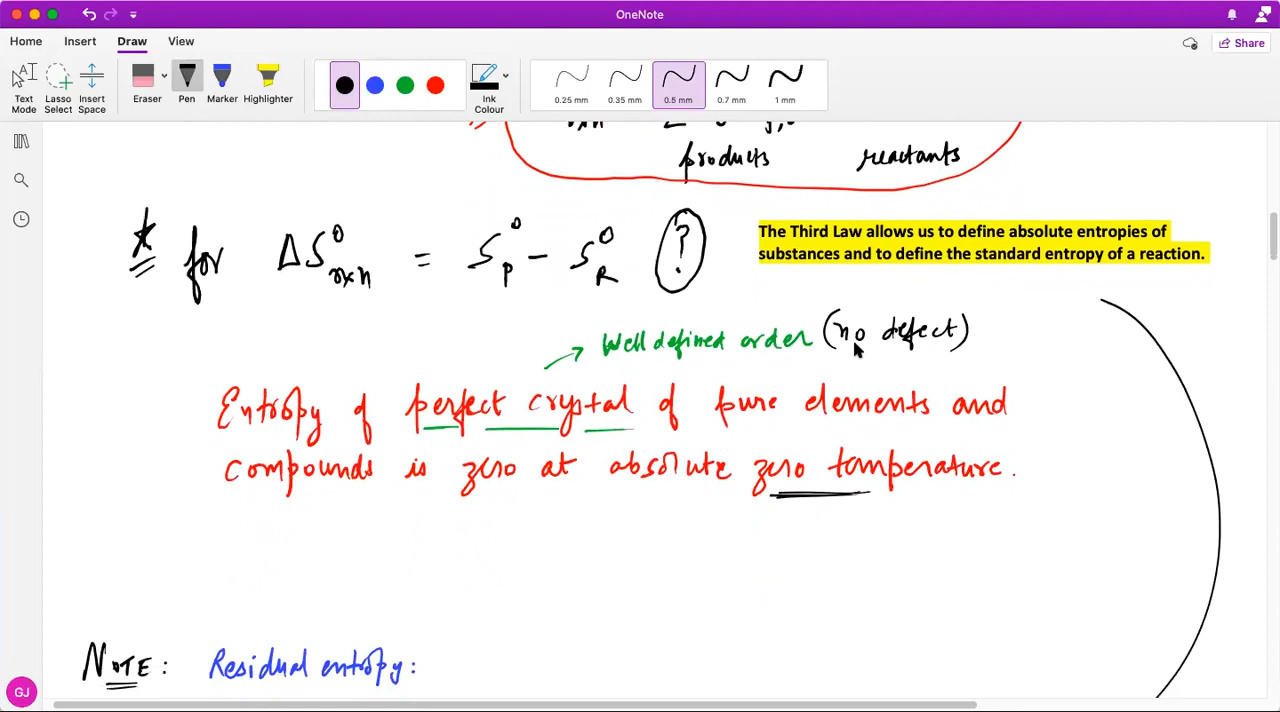 OneNote
Home Insert Draw View
Share
Text Mode
Lasso Select
Insert Space
Eraser
Pen
Marker
Highlighter
Ink Colour
0.25 mm
0.35 mm
0.5 mm
0.7 mm
1 mm
products reactants
* for ΔS°rxn = S°P - S°R ?
The Third Law allows us to define absolute entropies of
substances and to define the standard entropy of a reaction.
Well defined order (no defect)
Entropy of perfect crystal of pure elements and
compounds is zero at absolute zero temperature.
NOTE: Residual entropy:
GJ